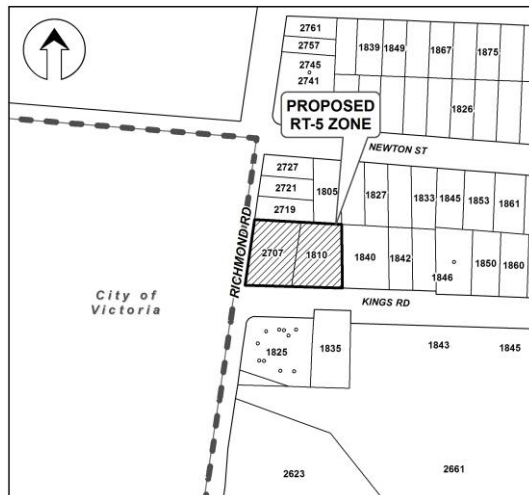 2761
2757
1839 1849 1867 1875
2745
2741
PROPOSED
RT-5 ZONE
1826
NEWTON ST
2727
2721
2719
1805 1827 1833 1845 1853 1861
RICHMOND RD
2707 1810 1840 1842 1846 1850 1860
City of
Victoria
KINGS RD
1825 1835 1843 1845
2623 2661